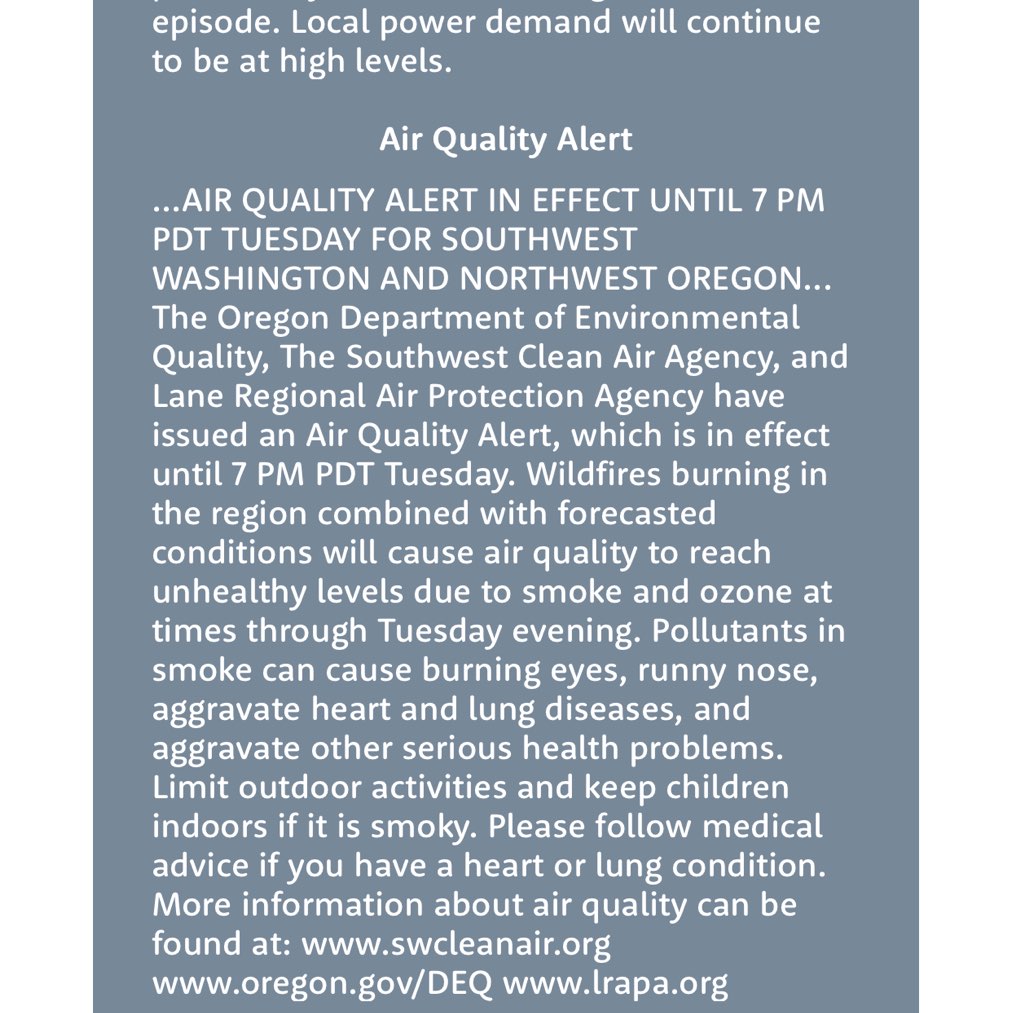 episode. Local power demand will continue
to be at high levels.
Air Quality Alert
...AIR QUALITY ALERT IN EFFECT UNTIL 7 PM
PDT TUESDAY FOR SOUTHWEST
WASHINGTON AND NORTHWEST OREGON...
The Oregon Department of Environmental
Quality, The Southwest Clean Air Agency, and
Lane Regional Air Protection Agency have
issued an Air Quality Alert, which is in effect
until 7 PM PDT Tuesday. Wildfires burning in
the region combined with forecasted
conditions will cause air quality to reach
unhealthy levels due to smoke and ozone at
times through Tuesday evening. Pollutants in
smoke can cause burning eyes, runny nose,
aggravate heart and lung diseases, and
aggravate other serious health problems.
Limit outdoor activities and keep children
indoors if it is smoky. Please follow medical
advice if you have a heart or lung condition.
More information about air quality can be
found at: www.swcleanair.org
www.oregon.gov/DEQ www.lrapa.org